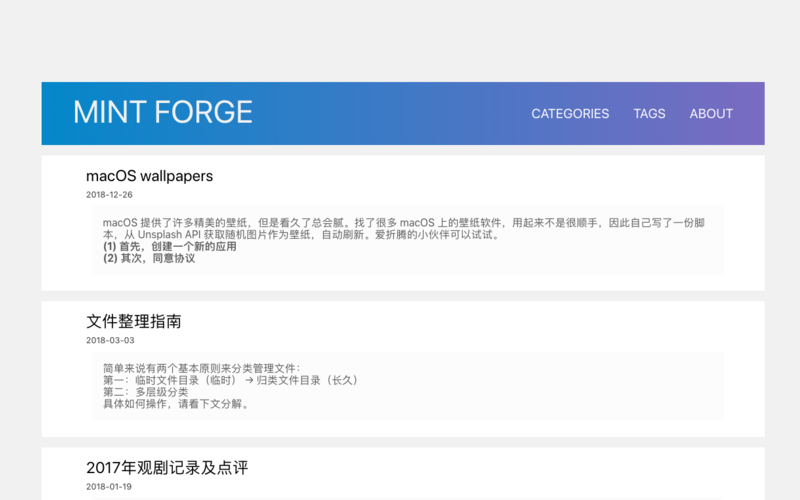 MINT FORGE
CATEGORIES TAGS ABOUT
macOS wallpapers
2018-12-26
macOS 提供了许多精美的壁纸，但是看久了总会腻。找了很多 macOS 上的壁纸软件，用起来不是很顺手，因此自己写了一份脚
本，从 Unsplash API 获取随机图片作为壁纸，自动刷新。爱折腾的小伙伴可以试试。
(1) 首先，创建一个新的应用
(2) 其次，同意协议
文件整理指南
2018-03-03
简单来说有两个基本原则来分类管理文件：
第一：临时文件目录（临时） → 归类文件目录（长久）
第二：多层级分类
具体如何操作，请看下文分解。
2017年观剧记录及点评
2018-01-19